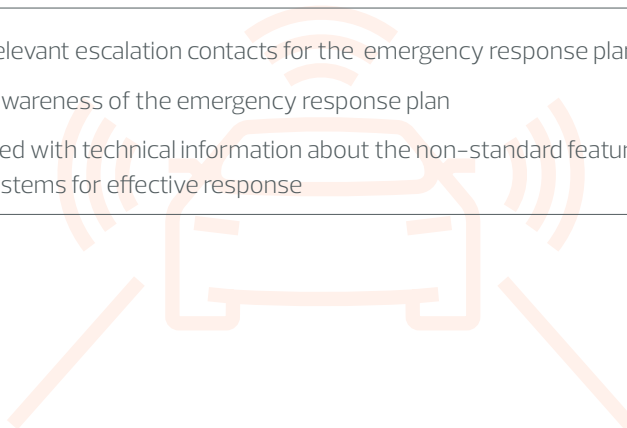 elevant escalation contacts for the emergency response plan
wareness of the emergency response plan
ed with technical information about the non-standard featur
stems for effective response